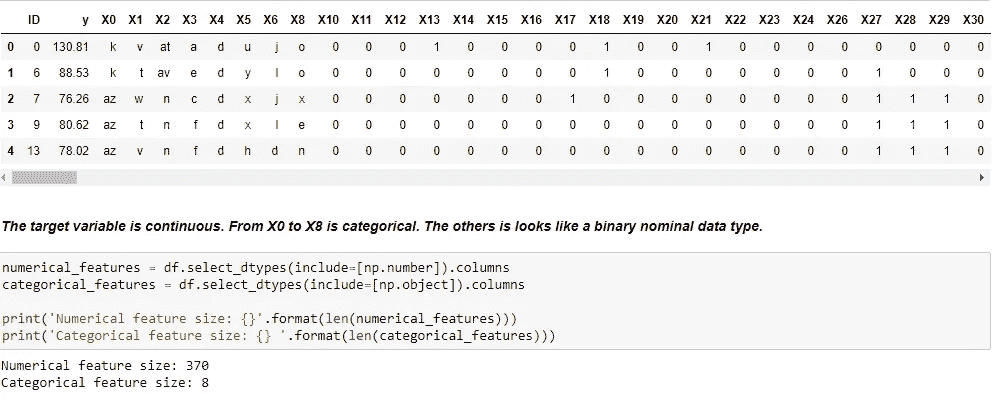 ID y X0 X1 X2 X3 X4 X5 X6 X8 X10 X11 X12 X13 X14 X15 X16 X17 X18 X19 X20 X21 X22 X23 X24 X26 X27 X28 X29 X30
0 0 130.81 k v at a d u j o 0 0 0 1 0 0 0 0 1 0 0 1 0 0 0 0 0 0 0 0
1 6 88.53 k t av e d y l o 0 0 0 0 0 0 0 0 1 0 0 0 0 0 0 0 1 0 0 0
2 7 76.26 az w n c d x j x 0 0 0 0 0 0 0 1 0 0 0 0 0 0 0 0 1 1 1 0
3 9 80.62 az t n f d x l e 0 0 0 0 0 0 0 0 0 0 0 0 0 0 0 0 1 1 1 0
4 13 78.02 az v n f d h d n 0 0 0 0 0 0 0 0 0 0 0 0 0 0 0 0 1 1 1 0
The target variable is continuous. From X0 to X8 is categorical. The others is looks like a binary nominal data type.
numerical_features = df.select_dtypes(include=[np.number]).columns
categorical_features = df.select_dtypes(include=[np.object]).columns
print('Numerical feature size: {}'.format(len(numerical_features)))
print('Categorical feature size: {} '.format(len(categorical_features)))
Numerical feature size: 370
Categorical feature size: 8